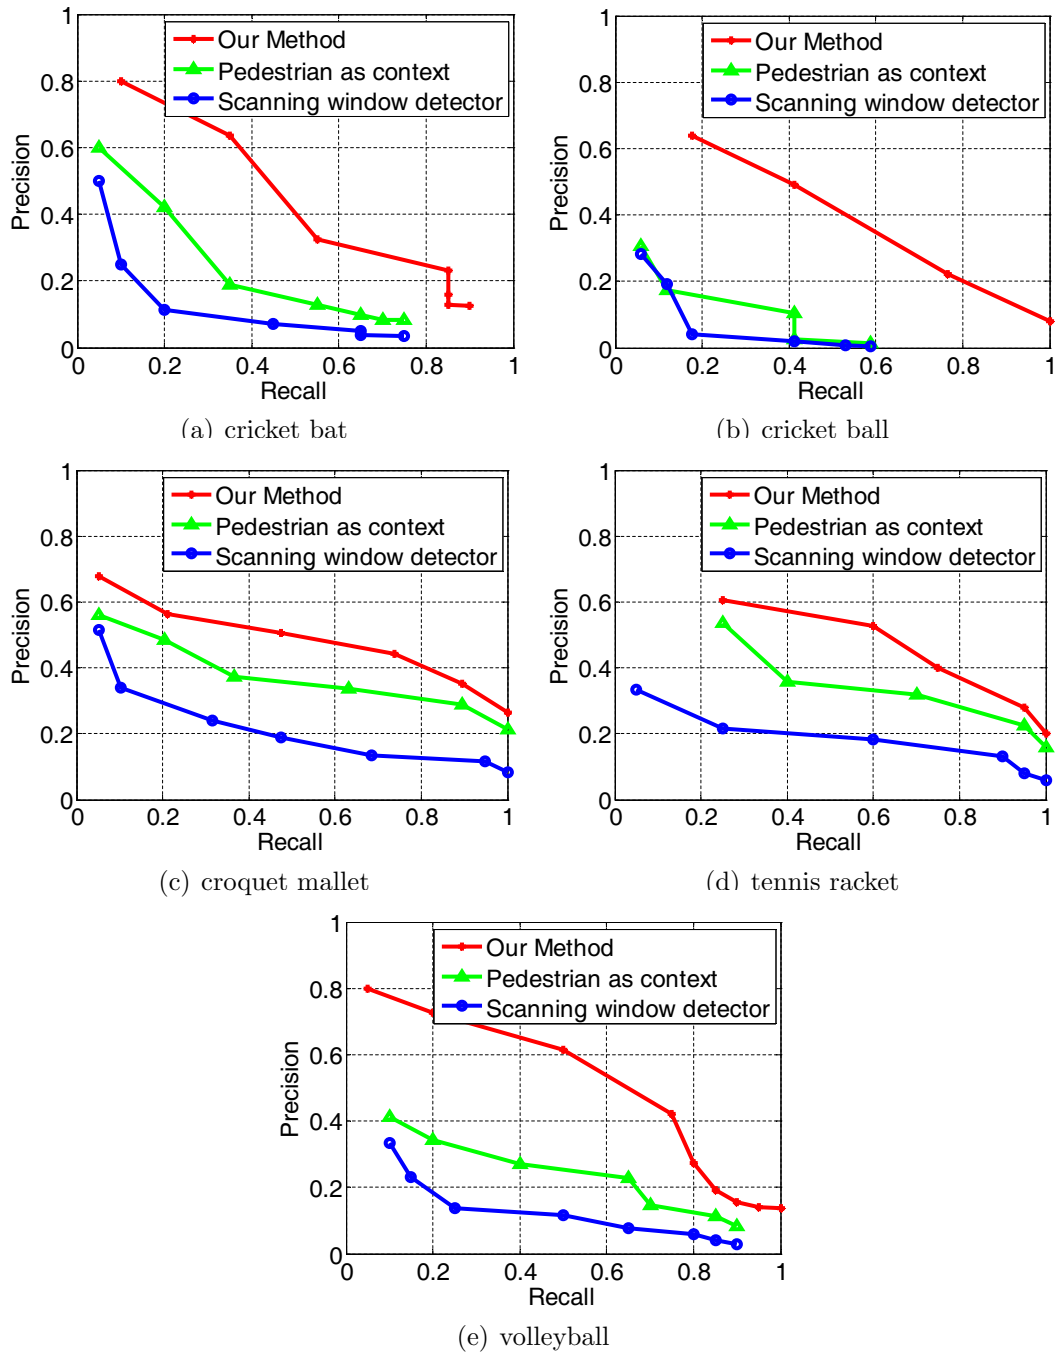 1
0.8
0.6
0.4
0.2
0
Precision
Our Method
Pedestrian as context
Scanning window detector
0 0.2 0.4 0.6 0.8 1
Recall
(a) cricket bat
1
0.8
0.6
0.4
0.2
0
Precision
Our Method
Pedestrian as context
Scanning window detector
0 0.2 0.4 0.6 0.8 1
Recall
(b) cricket ball
1
0.8
0.6
0.4
0.2
0
Precision
Our Method
Pedestrian as context
Scanning window detector
0 0.2 0.4 0.6 0.8 1
Recall
(c) croquet mallet
1
0.8
0.6
0.4
0.2
0
Precision
Our Method
Pedestrian as context
Scanning window detector
0 0.2 0.4 0.6 0.8 1
Recall
(d) tennis racket
1
0.8
0.6
0.4
0.2
0
Precision
Our Method
Pedestrian as context
Scanning window detector
0 0.2 0.4 0.6 0.8 1
Recall
(e) volleyball